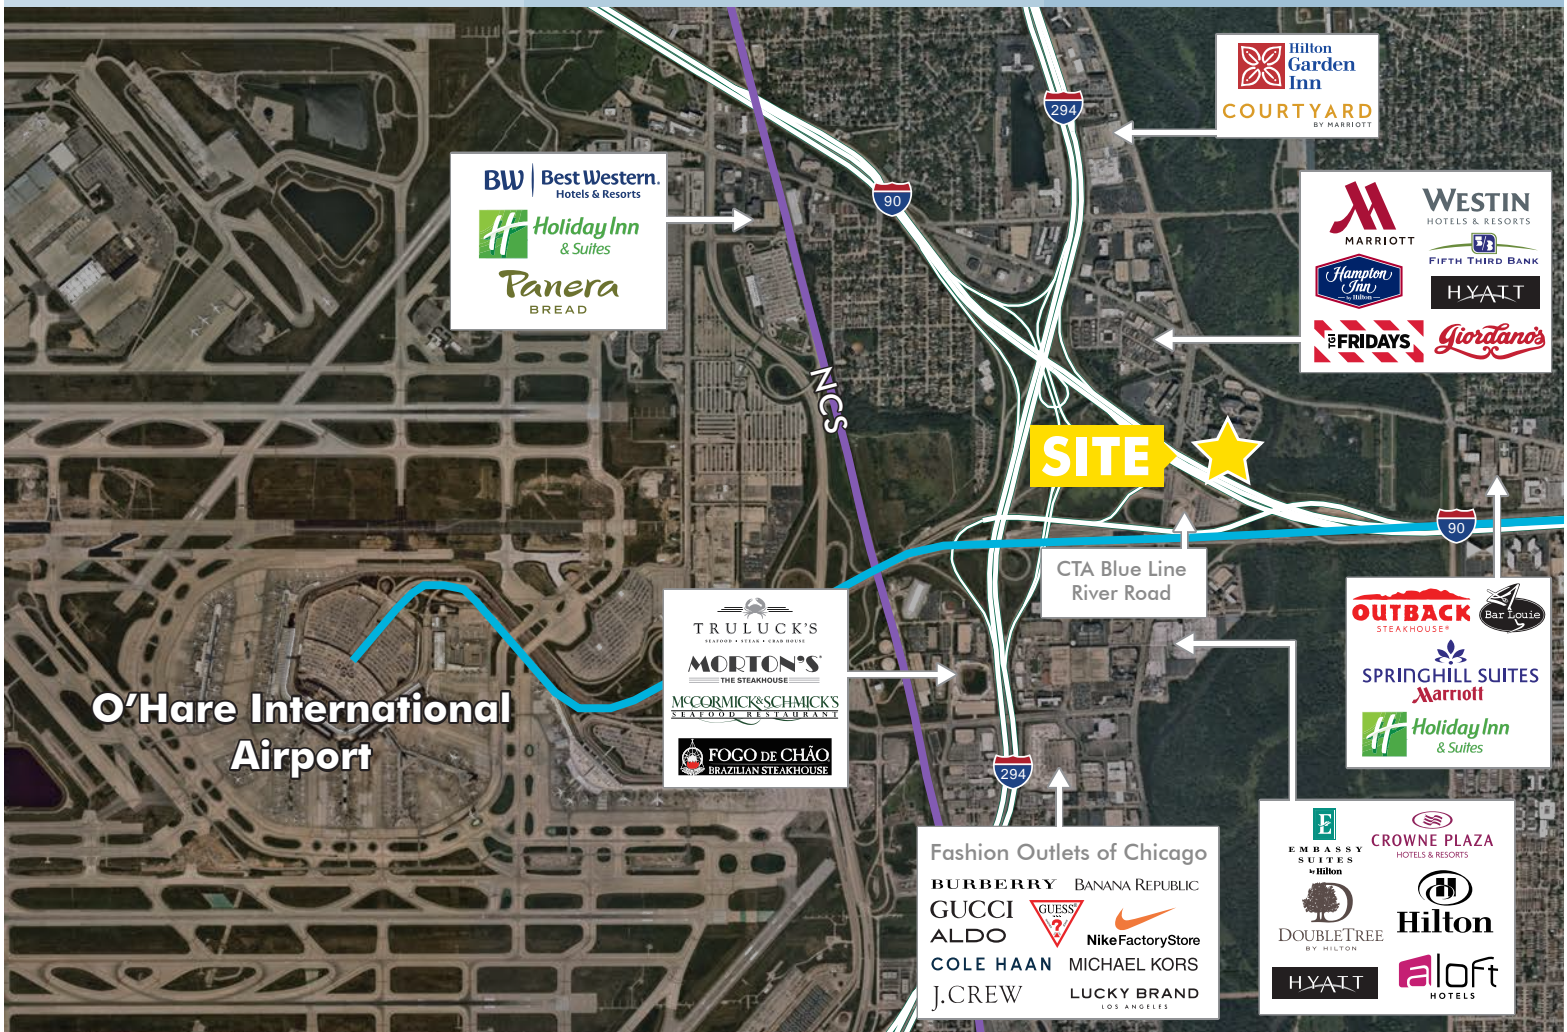 Hilton
Garden
Inn
COURTYARD
BY MARRIOTT
294
BW Best Western.
Hotels & Resorts
Holiday Inn
& Suites
Panera
BREAD
90
MARRIOTT
WESTIN
HOTELS & RESORTS
FIFTH THIRD BANK
Hampton
Inn
by Hilton
HYATT
TGI FRIDAYS
Giordano's
NCS
SITE
90
CTA Blue Line
River Road
O'Hare International
Airport
TRULUCK'S
SEAFOOD • STEAK • CRAB HOUSE
MORTON'S
THE STEAKHOUSE
McCORMICK & SCHMICK'S
SEAFOOD RESTAURANT
FOGO DE CHÃO
BRAZILIAN STEAKHOUSE
OUTBACK
STEAKHOUSE®
Bar Louie
SPRINGHILL SUITES
Marriott
Holiday Inn
& Suites
294
Fashion Outlets of Chicago
BURBERRY
BANANA REPUBLIC
GUCCI
GUESS
?
ALDO
Nike Factory Store
COLE HAAN
MICHAEL KORS
J.CREW
LUCKY BRAND
LOS ANGELES
E
EMBASSY
SUITES
by Hilton
CROWNE PLAZA
HOTELS & RESORTS
D
DOUBLETREE
BY HILTON
H
Hilton
HYATT
aloft
HOTELS